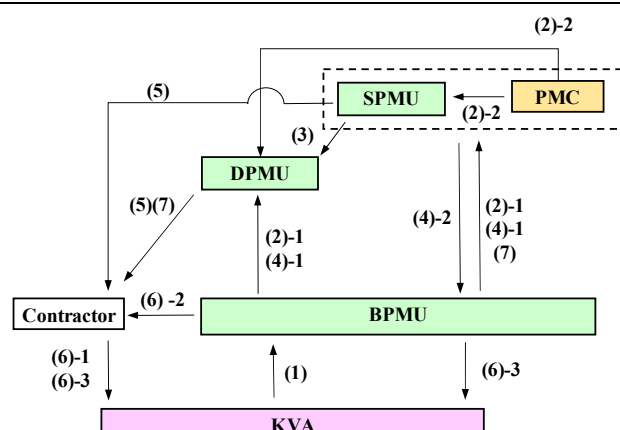 (2)-2
(5)
SPMU
PMC
(2)-2
(3)
DPMU
(5)(7)
(2)-1
(4)-1
(4)-2
(2)-1
(4)-1
(7)
Contractor
(6) -2
BPMU
(6)-1
(6)-3
(1)
(6)-3
KVA